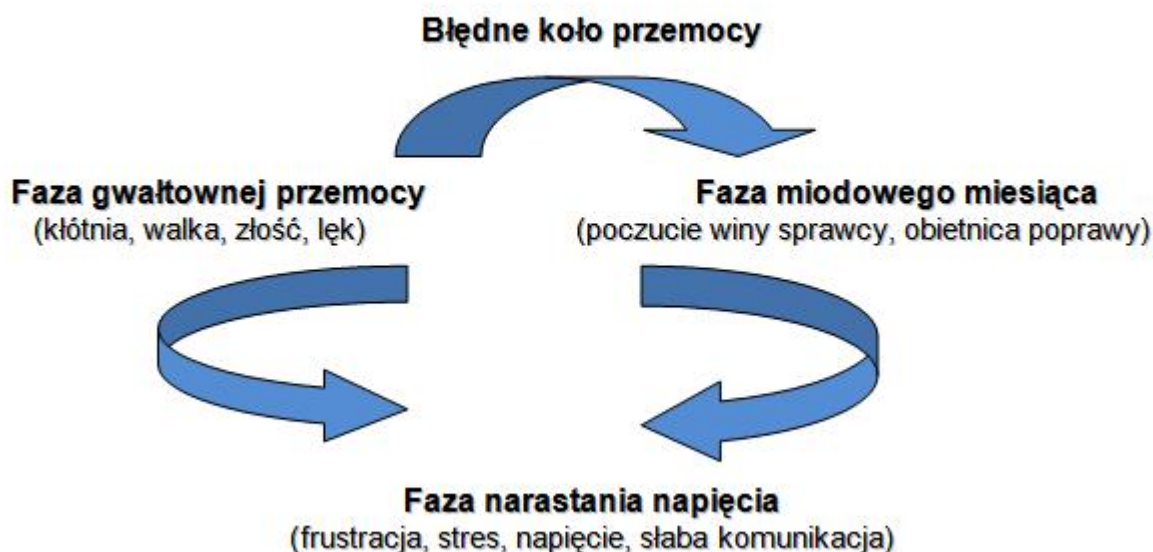 Błędne koło przemocy
Faza gwałtownej przemocy
(kłótnia, walka, złość, lęk)
Faza miodowego miesiąca
(poczucie winy sprawcy, obietnica poprawy)
Faza narastania napięcia
(frustracja, stres, napięcie, słaba komunikacja)